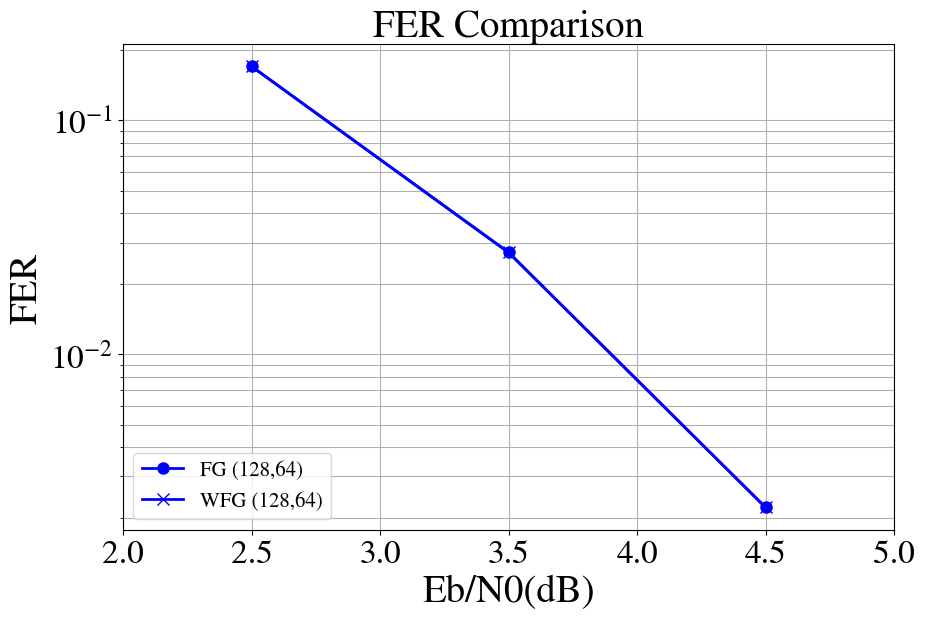 FER Comparison
10⁻¹
10⁻²
FER
FG (128,64)
WFG (128,64)
2.0 2.5 3.0 3.5 4.0 4.5 5.0
Eb/N0(dB)